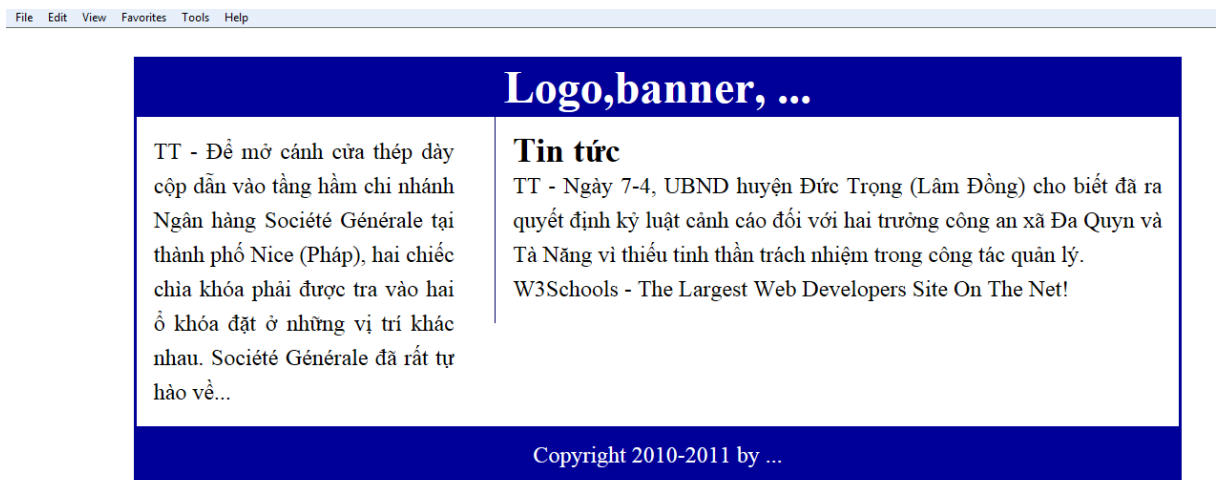 File Edit View Favorites Tools Help
Logo,banner, ...
TT - Để mở cánh cửa thép dày
cộp dẫn vào tầng hầm chi nhánh
Ngân hàng Société Générale tại
thành phố Nice (Pháp), hai chiếc
chìa khóa phải được tra vào hai
ổ khóa đặt ở những vị trí khác
nhau. Société Générale đã rất tự
hào về...
Tin tức
TT - Ngày 7-4, UBND huyện Đức Trọng (Lâm Đồng) cho biết đã ra
quyết định kỷ luật cảnh cáo đối với hai trưởng công an xã Đa Quyn và
Tà Năng vì thiếu tinh thần trách nhiệm trong công tác quản lý.
W3Schools - The Largest Web Developers Site On The Net!
Copyright 2010-2011 by ...